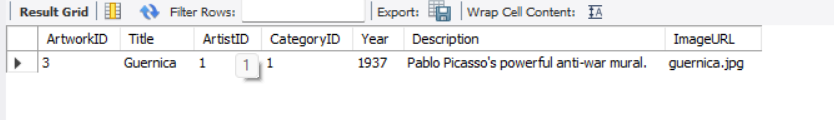 Result Grid Filter Rows: Export: Wrap Cell Content: IA
ArtworkID Title ArtistID CategoryID Year Description ImageURL
3 Guernica 1 1 1 1937 Pablo Picasso's powerful anti-war mural. guernica.jpg